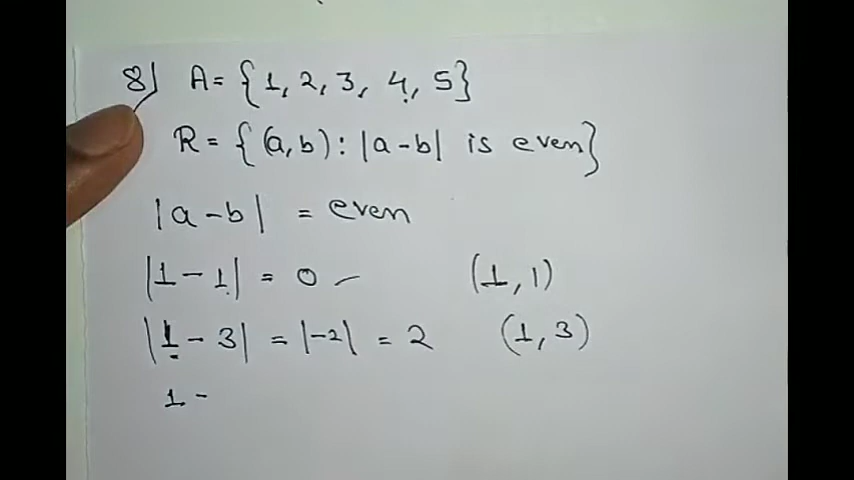 8) A = {1, 2, 3, 4, 5}
R = {(a, b) : |a - b| is even}
|a - b| = even
|1 - 1| = 0 (1, 1)
|1 - 3| = |-2| = 2 (1, 3)
1 -